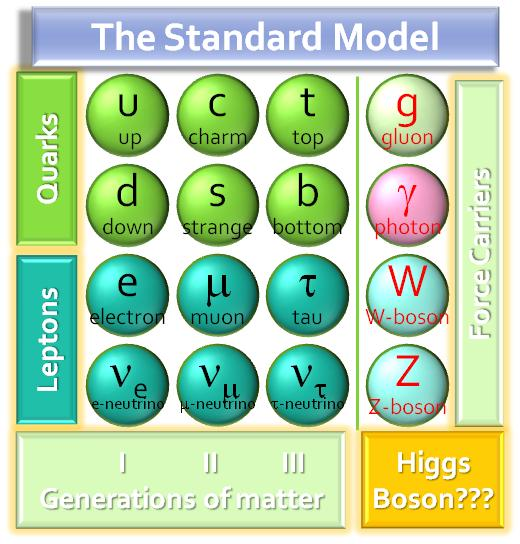 The Standard Model
Quarks
u
up
c
charm
t
top
g
gluon
d
down
s
strange
b
bottom
γ
photon
Force Carriers
Leptons
e
electron
μ
muon
τ
tau
W
W-boson
νe
e-neutrino
νμ
μ-neutrino
ντ
τ-neutrino
Z
Z-boson
I II III
Generations of matter
Higgs
Boson???